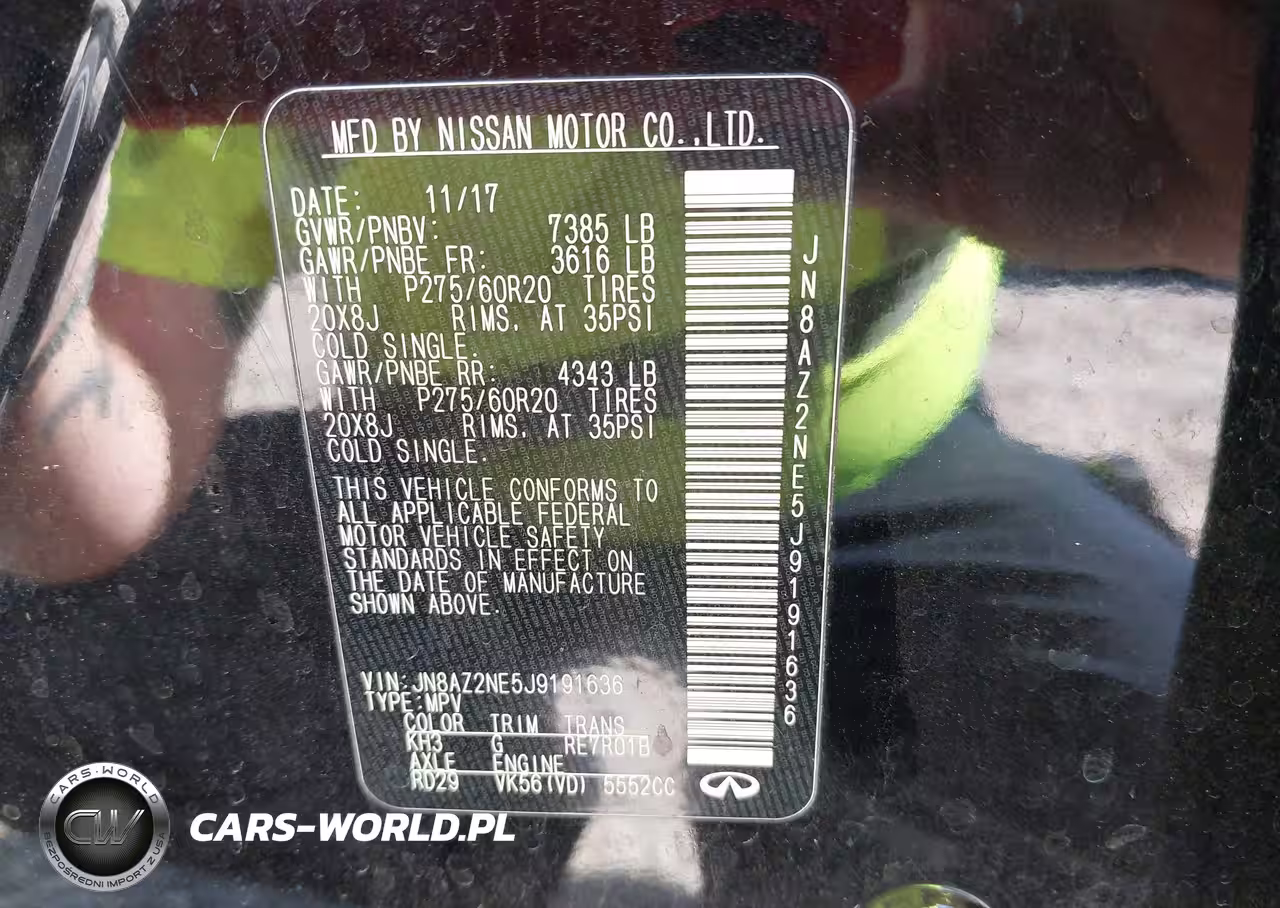 MFD BY NISSAN MOTOR CO.,LTD.
DATE: 11/17
GVWR/PNBV: 7385 LB
GAWR/PNBE FR: 3616 LB
WITH P275/60R20 TIRES
20X8J RIMS. AT 35PSI
COLD SINGLE.
GAWR/PNBE RR: 4343 LB
WITH P275/60R20 TIRES
20X8J RIMS. AT 35PSI
COLD SINGLE.
THIS VEHICLE CONFORMS TO
ALL APPLICABLE FEDERAL
MOTOR VEHICLE SAFETY
STANDARDS IN EFFECT ON
THE DATE OF MANUFACTURE
SHOWN ABOVE.
VIN:JN8AZ2NE5J9191636
TYPE:MPV
COLOR TRIM TRANS
KH3 G RE7R01B
AXLE ENGINE
RD29 VK56(VD) 5552CC
JN8AZ2NE5J9191636
CARS-WORLD
CW
BEZPOŚREDNI IMPORT Z USA
CARS-WORLD.PL